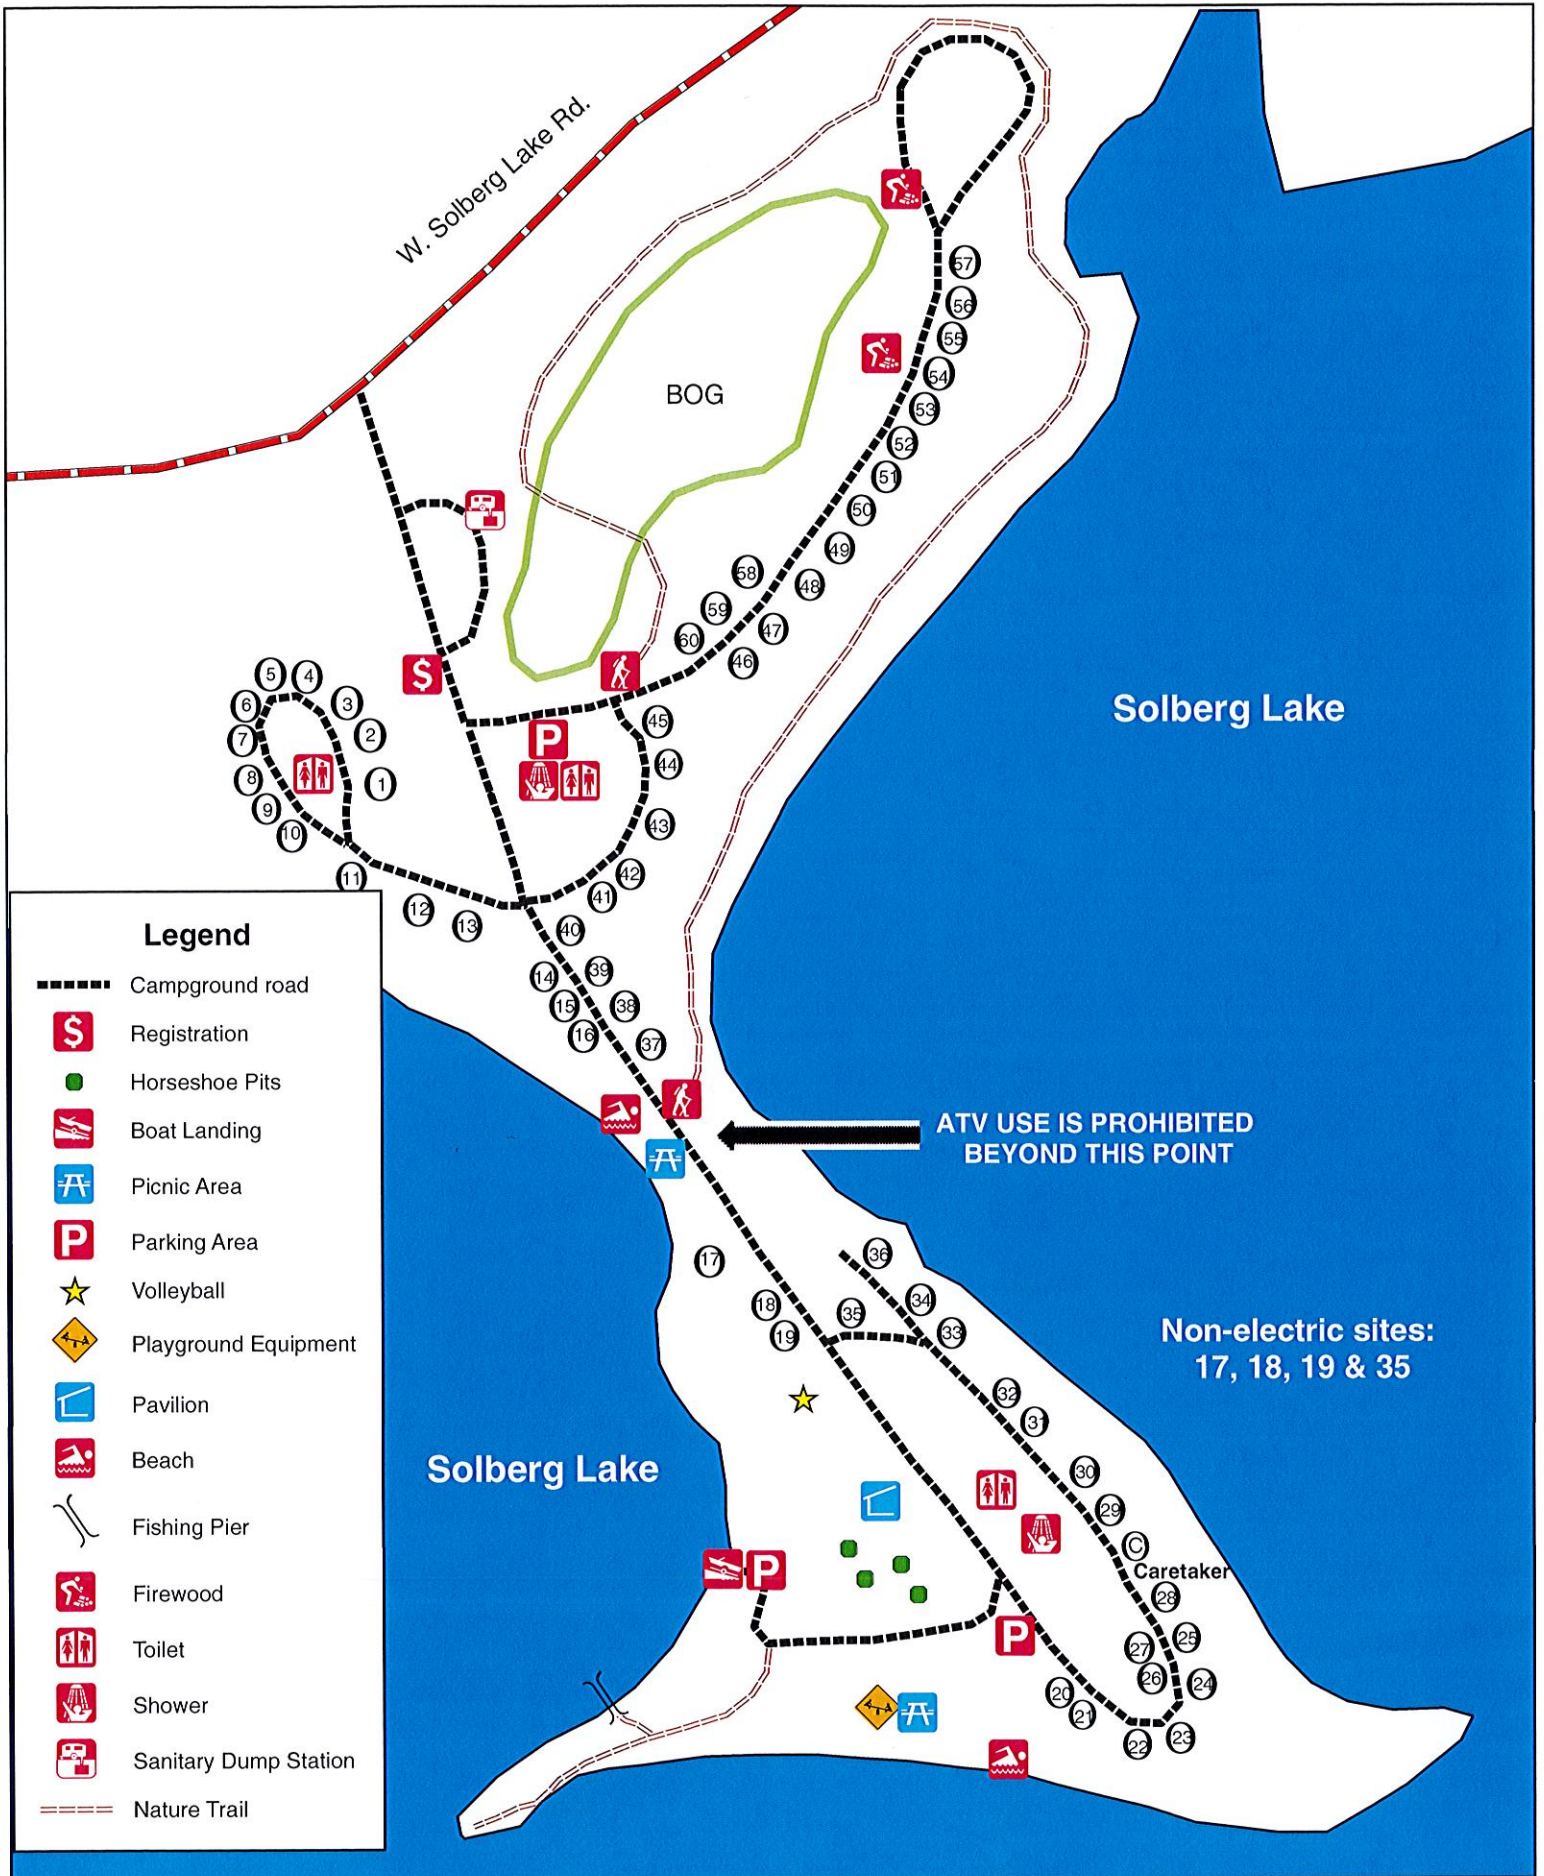 W. Solberg Lake Rd.
BOG
57
56
55
54
53
52
51
50
49
48
47
46
58
59
60
$
P
5
4
6
3
7
2
8
1
9
10
11
12
13
45
44
43
42
41
40
39
38
37
14
15
16
Solberg Lake
ATV USE IS PROHIBITED
BEYOND THIS POINT
17
18
19
36
35
34
33
32
31
30
29
C
Caretaker
28
27
26
25
24
23
22
21
20
P
P
Non-electric sites:
17, 18, 19 & 35
Solberg Lake
Legend
Campground road
$ Registration
Horseshoe Pits
Boat Landing
Picnic Area
P Parking Area
Volleyball
Playground Equipment
Pavilion
Beach
Fishing Pier
Firewood
Toilet
Shower
Sanitary Dump Station
Nature Trail